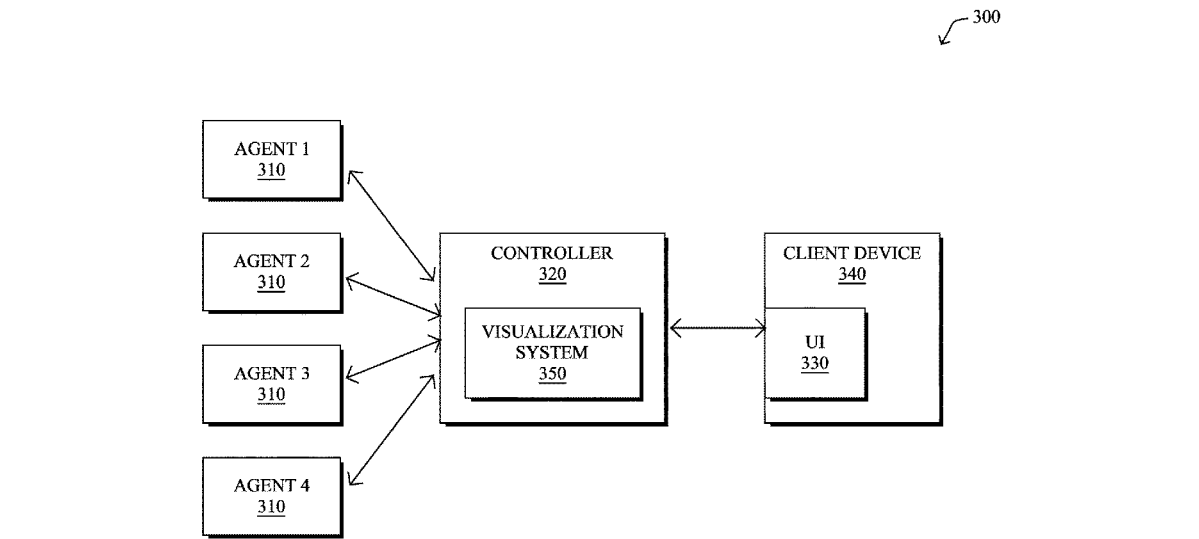 300
AGENT 1
310
AGENT 2
310
AGENT 3
310
AGENT 4
310
CONTROLLER
320
VISUALIZATION
SYSTEM
350
CLIENT DEVICE
340
UI
330